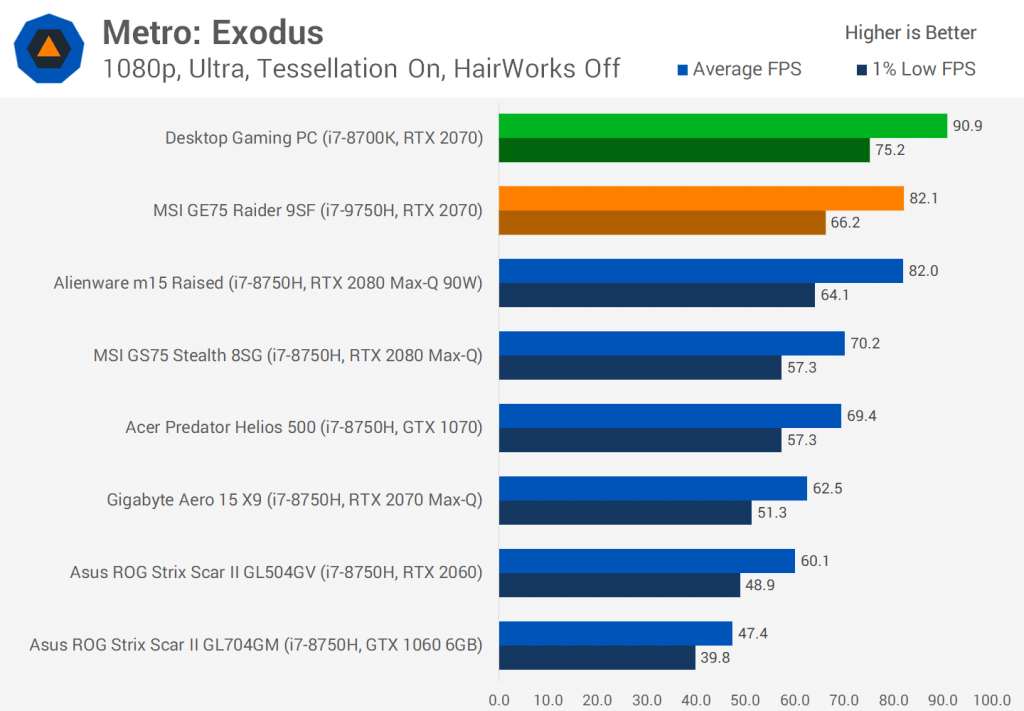 Metro: Exodus
Higher is Better
1080p, Ultra, Tessellation On, HairWorks Off
Average FPS
1% Low FPS
Desktop Gaming PC (i7-8700K, RTX 2070)
90.9
75.2
MSI GE75 Raider 9SF (i7-9750H, RTX 2070)
82.1
66.2
Alienware m15 Raised (i7-8750H, RTX 2080 Max-Q 90W)
82.0
64.1
MSI GS75 Stealth 8SG (i7-8750H, RTX 2080 Max-Q)
70.2
57.3
Acer Predator Helios 500 (i7-8750H, GTX 1070)
69.4
57.3
Gigabyte Aero 15 X9 (i7-8750H, RTX 2070 Max-Q)
62.5
51.3
Asus ROG Strix Scar II GL504GV (i7-8750H, RTX 2060)
60.1
48.9
Asus ROG Strix Scar II GL704GM (i7-8750H, GTX 1060 6GB)
47.4
39.8
0.0 10.0 20.0 30.0 40.0 50.0 60.0 70.0 80.0 90.0 100.0